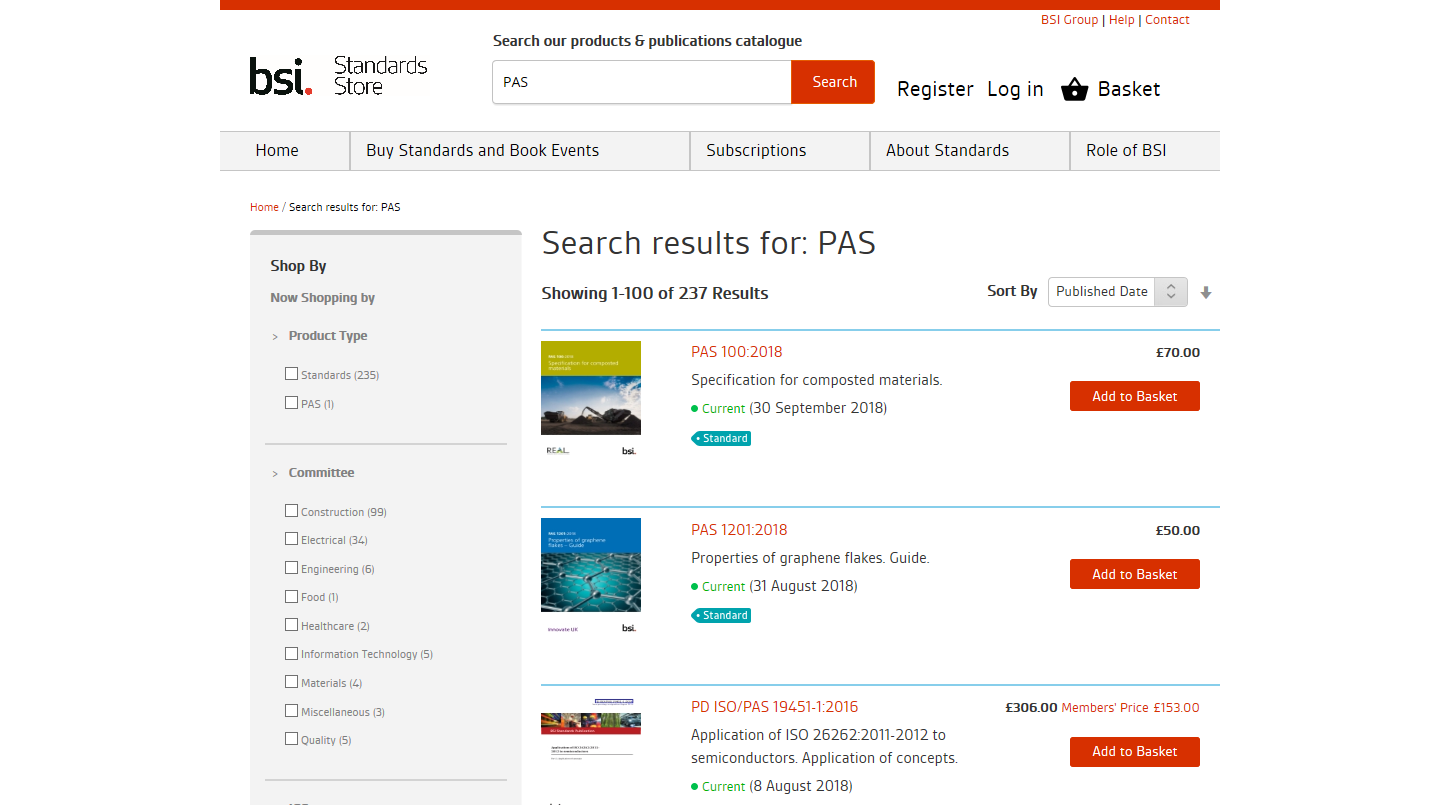 BSI Group | Help | Contact
Search our products & publications catalogue
bsi. Standards Store
PAS
Search
Register
Log in
Basket
Home
Buy Standards and Book Events
Subscriptions
About Standards
Role of BSI
Home / Search results for: PAS
Shop By
Now Shopping by
> Product Type
Standards (235)
PAS (1)
> Committee
Construction (99)
Electrical (34)
Engineering (6)
Food (1)
Healthcare (2)
Information Technology (5)
Materials (4)
Miscellaneous (3)
Quality (5)
Search results for: PAS
Showing 1-100 of 237 Results
Sort By
Published Date
Specification for composted
materials
REAL.
bsi.
PAS 100:2018
£70.00
Specification for composted materials.
Add to Basket
Current (30 September 2018)
Standard
Properties of graphene
flakes – Guide
Innovate UK
bsi.
PAS 1201:2018
£50.00
Properties of graphene flakes. Guide.
Add to Basket
Current (31 August 2018)
Standard
PD ISO/PAS 19451-1:2016
£306.00 Members' Price £153.00
Application of ISO 26262:2011-2012 to
semiconductors. Application of concepts.
Add to Basket
Current (8 August 2018)